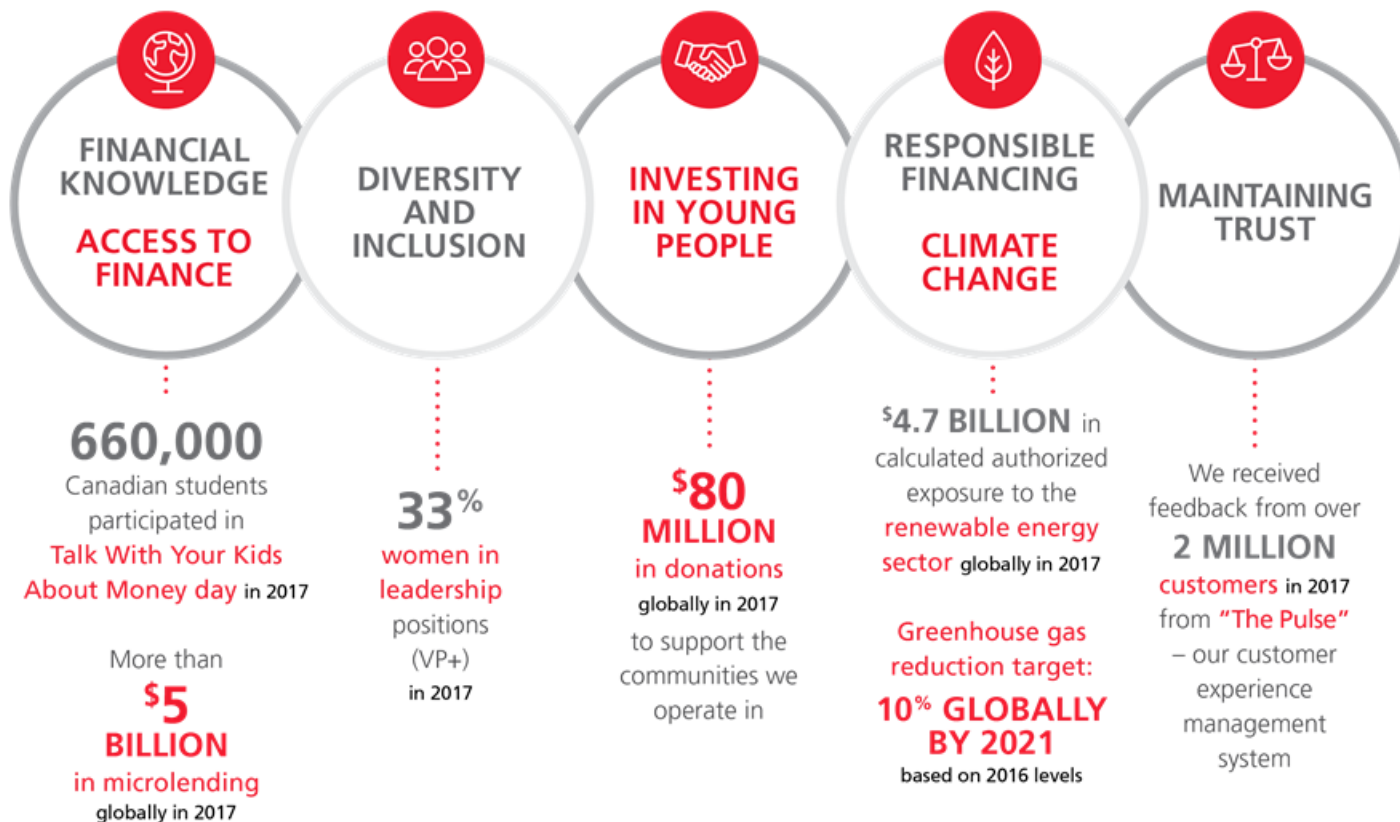 FINANCIAL
KNOWLEDGE
ACCESS TO
FINANCE
660,000
Canadian students
participated in
Talk With Your Kids
About Money day in 2017
More than
$5
BILLION
in microlending
globally in 2017
DIVERSITY
AND
INCLUSION
33%
women in
leadership
positions
(VP+)
in 2017
INVESTING
IN YOUNG
PEOPLE
$80
MILLION
in donations
globally in 2017
to support the
communities we
operate in
RESPONSIBLE
FINANCING
CLIMATE
CHANGE
$4.7 BILLION in
calculated authorized
exposure to the
renewable energy
sector globally in 2017
Greenhouse gas
reduction target:
10% GLOBALLY
BY 2021
based on 2016 levels
MAINTAINING
TRUST
We received
feedback from over
2 MILLION
customers in 2017
from “The Pulse”
– our customer
experience
management
system